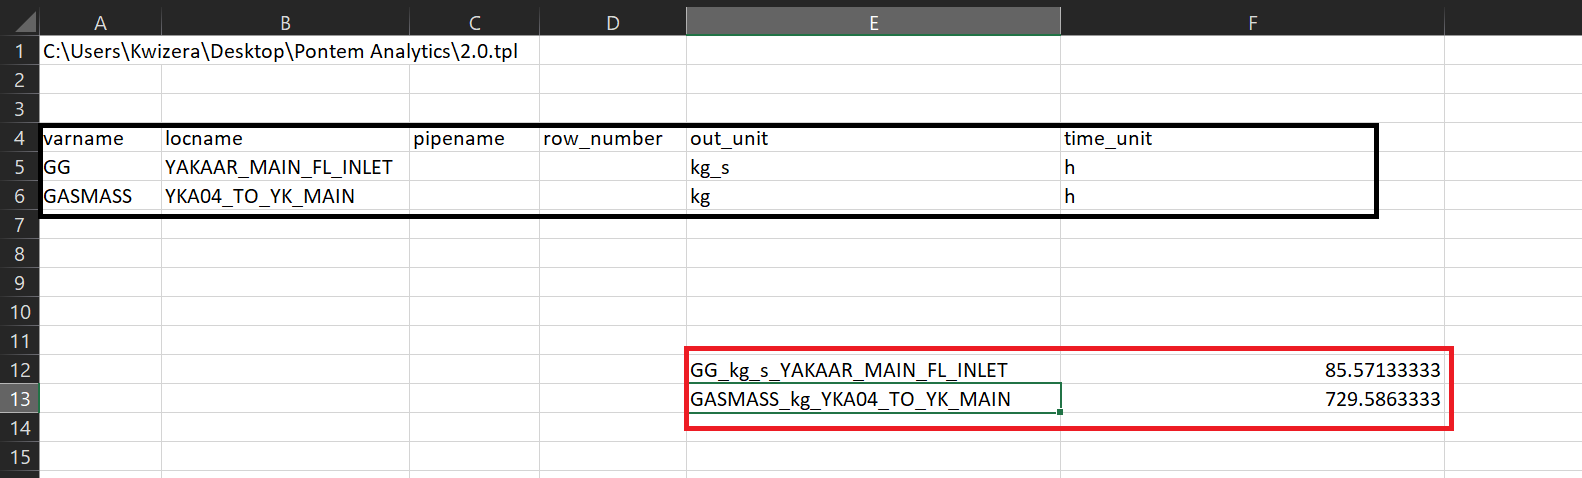 A B C D E F
1 C:\Users\Kwizera\Desktop\Pontem Analytics\2.0.tpl
2
3
4 varname locname pipename row_number out_unit time_unit
5 GG YAKAAR_MAIN_FL_INLET kg_s h
6 GASMASS YKA04_TO_YK_MAIN kg h
7
8
9
10
11
12 GG_kg_s_YAKAAR_MAIN_FL_INLET 85.57133333
13 GASMASS_kg_YKA04_TO_YK_MAIN 729.5863333
14
15